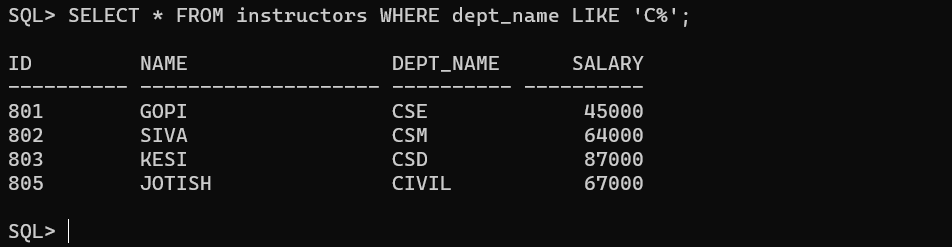 SQL> SELECT * FROM instructors WHERE dept_name LIKE 'C%';
ID         NAME                 DEPT_NAME      SALARY
---------- -------------------- ---------- ----------
801        GOPI                 CSE             45000
802        SIVA                 CSM             64000
803        KESI                 CSD             87000
805        JOTISH               CIVIL           67000
SQL>